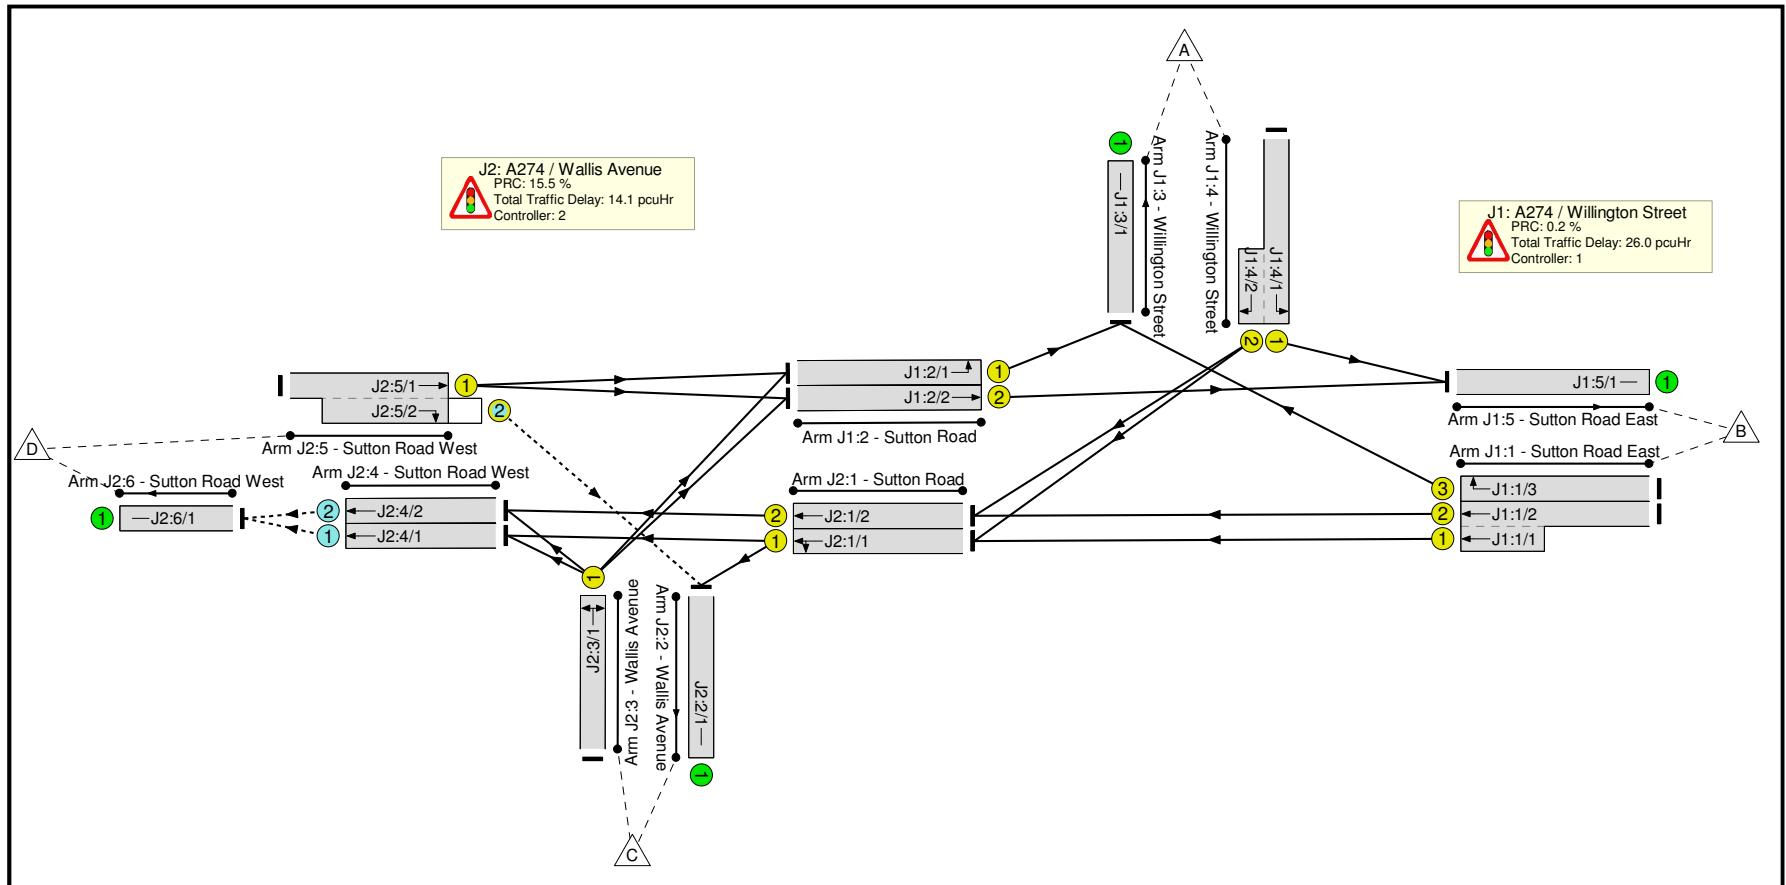 A
J2: A274 / Wallis Avenue
PRC: 15.5 %
Total Traffic Delay: 14.1 pcuHr
Controller: 2
J1: A274 / Willington Street
PRC: 0.2 %
Total Traffic Delay: 26.0 pcuHr
Controller: 1
1
J1:3/1
Arm J1:3 - Willington Street
Arm J1:4 - Willington Street
J1:4/2
J1:4/1
2
1
J2:5/1
1
J2:5/2
2
Arm J2:5 - Sutton Road West
J1:2/1
1
J1:2/2
2
Arm J1:2 - Sutton Road
J1:5/1
1
Arm J1:5 - Sutton Road East
B
D
Arm J1:1 - Sutton Road East
3
J1:1/3
2
J1:1/2
1
J1:1/1
Arm J2:6 - Sutton Road West
1
J2:6/1
Arm J2:4 - Sutton Road West
2
J2:4/2
1
J2:4/1
Arm J2:1 - Sutton Road
2
J2:1/2
1
J2:1/1
1
J2:3/1
Arm J2:3 - Wallis Avenue
Arm J2:2 - Wallis Avenue
J2:2/1
1
C